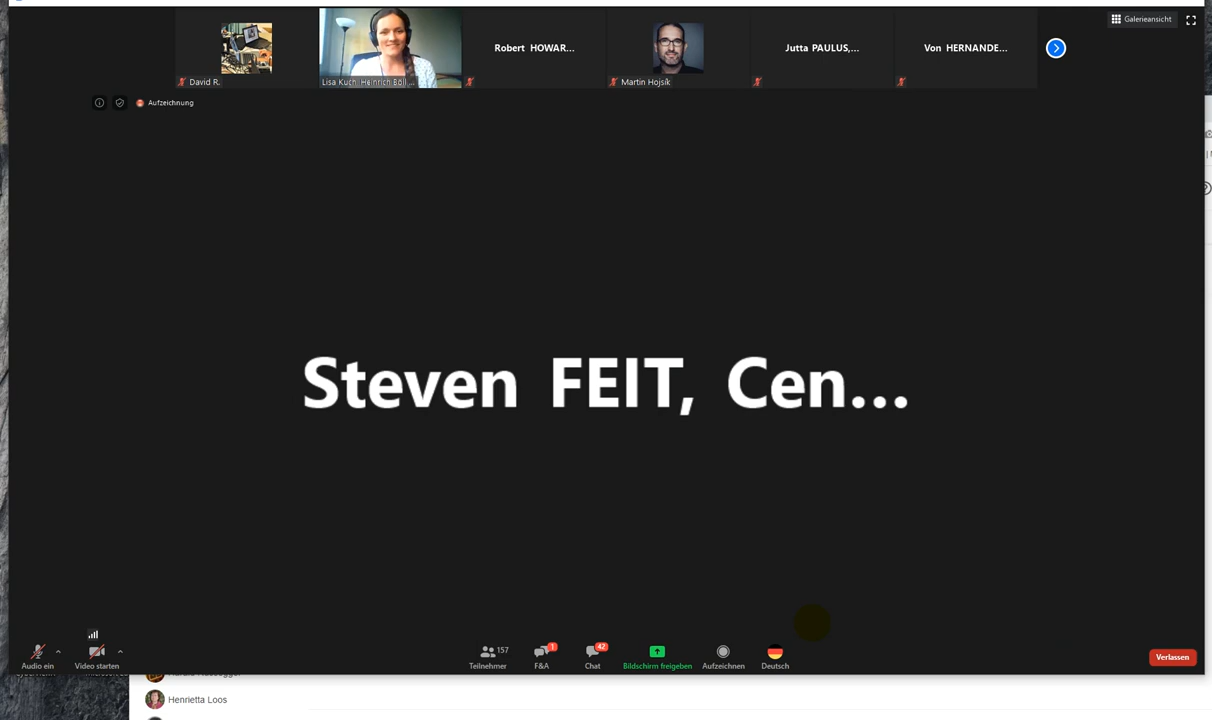 Galerieansicht
Robert HOWAR...
Jutta PAULUS,...
Von HERNANDE...
David R.
Lisa Kuch Heinrich Böll ...
Martin Hojsík
Aufzeichnung
Steven FEIT, Cen...
157
1
42
Audio ein
Video starten
Teilnehmer
F&A
Chat
Bildschirm freigeben
Aufzeichnen
Deutsch
Verlassen
Henrietta Loos